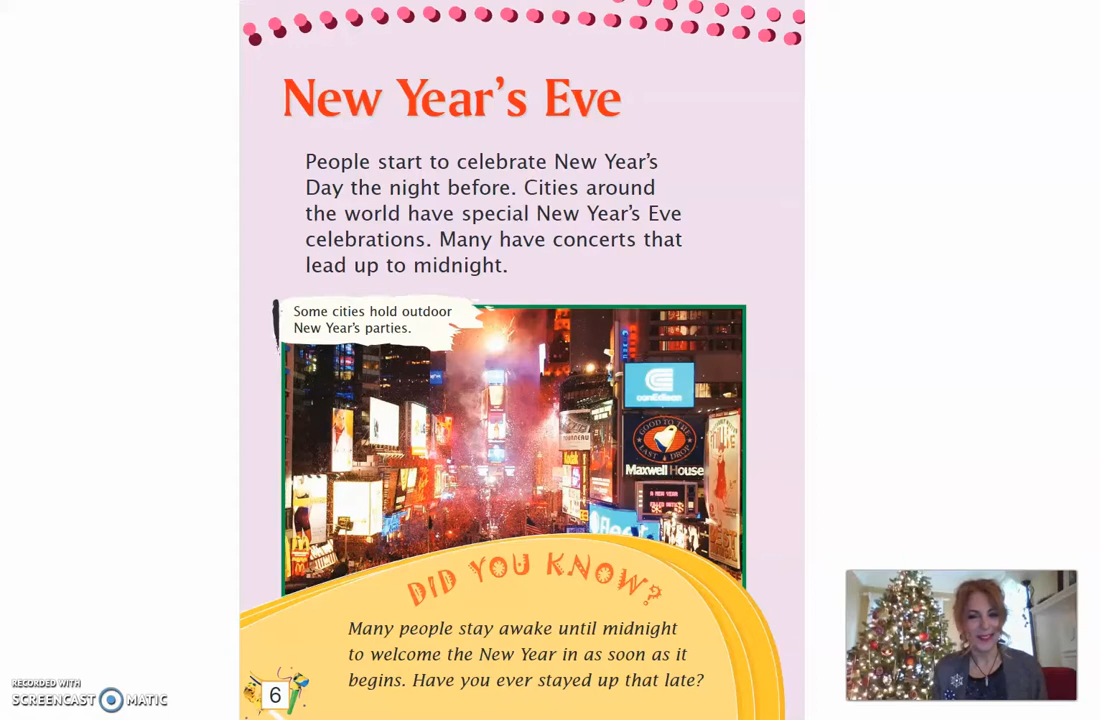 New Year's Eve
People start to celebrate New Year's
Day the night before. Cities around
the world have special New Year's Eve
celebrations. Many have concerts that
lead up to midnight.
Some cities hold outdoor
New Year's parties.
conEdison
GOOD TO THE
LAST DROP
Maxwell House
A NEW YEAR
DID YOU KNOW?
Many people stay awake until midnight
to welcome the New Year in as soon as it
begins. Have you ever stayed up that late?
6
RECORDED WITH
SCREENCAST MATIC